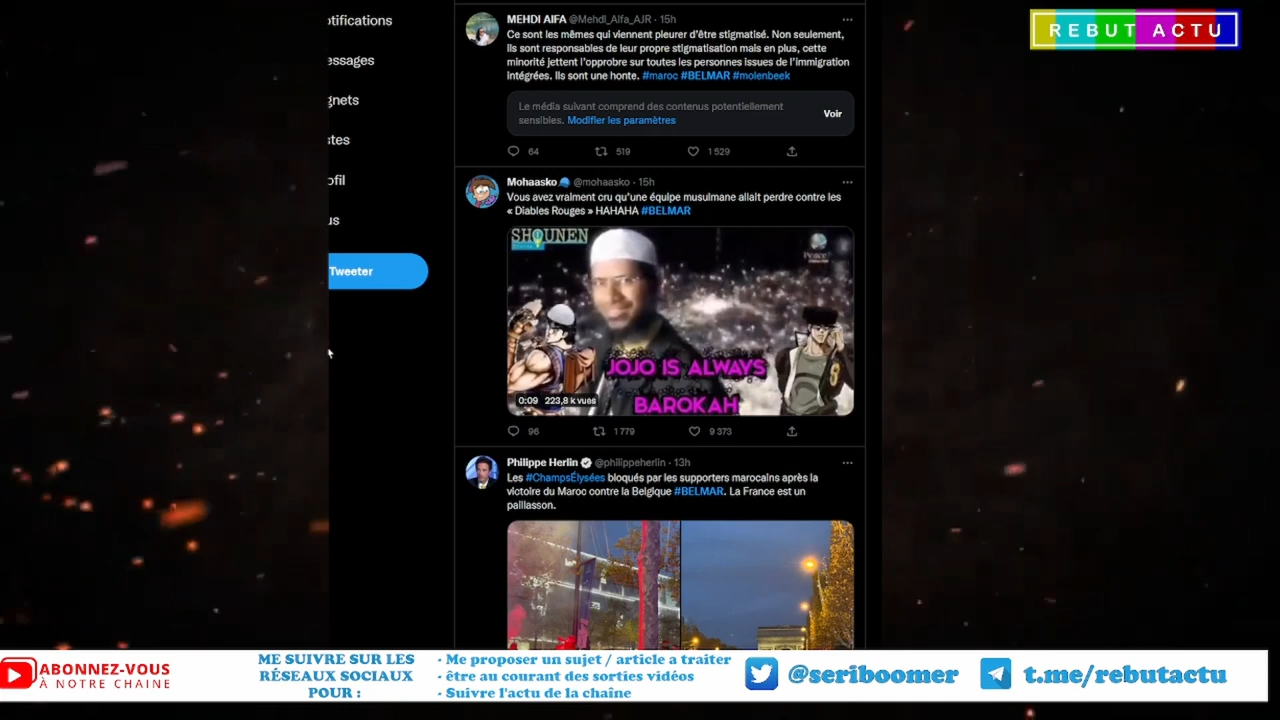 otifications
essages
gnets
stes
ofil
us
Tweeter
MEHDI AIFA @Mehdi_Aifa_AJR · 15h
Ce sont les mêmes qui viennent pleurer d'être stigmatisé. Non seulement,
ils sont responsables de leur propre stigmatisation mais en plus, cette
minorité jettent l'opprobre sur toutes les personnes issues de l'immigration
intégrées. Ils sont une honte. #maroc #BELMAR #molenbeek
Le média suivant comprend des contenus potentiellement
sensibles. Modifier les paramètres
Voir
64 519 1 529
Mohaasko @mohaasko · 15h
Vous avez vraiment cru qu'une équipe musulmane allait perdre contre les
« Diables Rouges » HAHAHA #BELMAR
SHOUNEN
Peace
JOJO IS ALWAYS
BAROKAH
0:09 223,8 k vues
96 1 779 9 373
Philippe Herlin @philippeherlin · 13h
Les #ChampsÉlysées bloqués par les supporters marocains après la
victoire du Maroc contre la Belgique #BELMAR. La France est un
paillasson.
REBUT ACTU
ABONNEZ-VOUS
À NOTRE CHAINE
ME SUIVRE SUR LES
RÉSEAUX SOCIAUX
POUR :
- Me proposer un sujet / article a traiter
- être au courant des sorties vidéos
- Suivre l'actu de la chaîne
@seriboomer
t.me/rebutactu